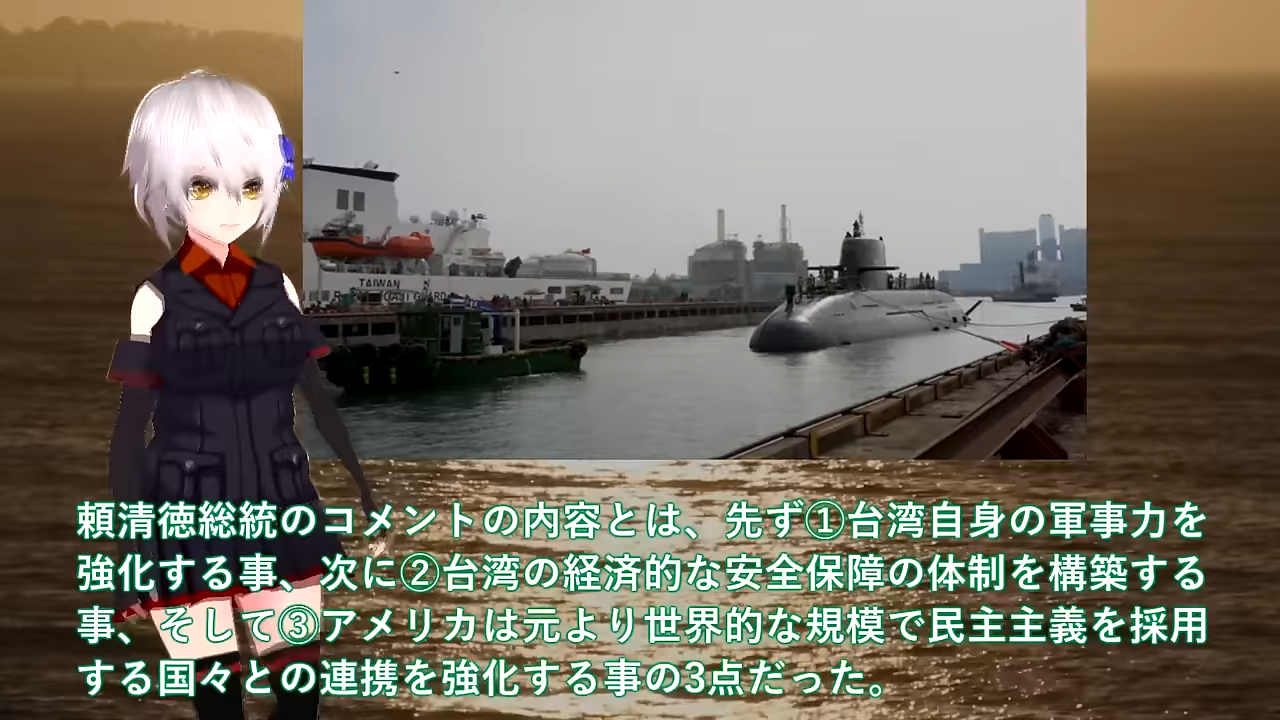 TAIWAN
COAST GUARD
頼清徳総統のコメントの内容とは、先ず①台湾自身の軍事力を
強化する事、次に②台湾の経済的な安全保障の体制を構築する
事、そして③アメリカは元より世界的な規模で民主主義を採用
する国々との連携を強化する事の3点だった。